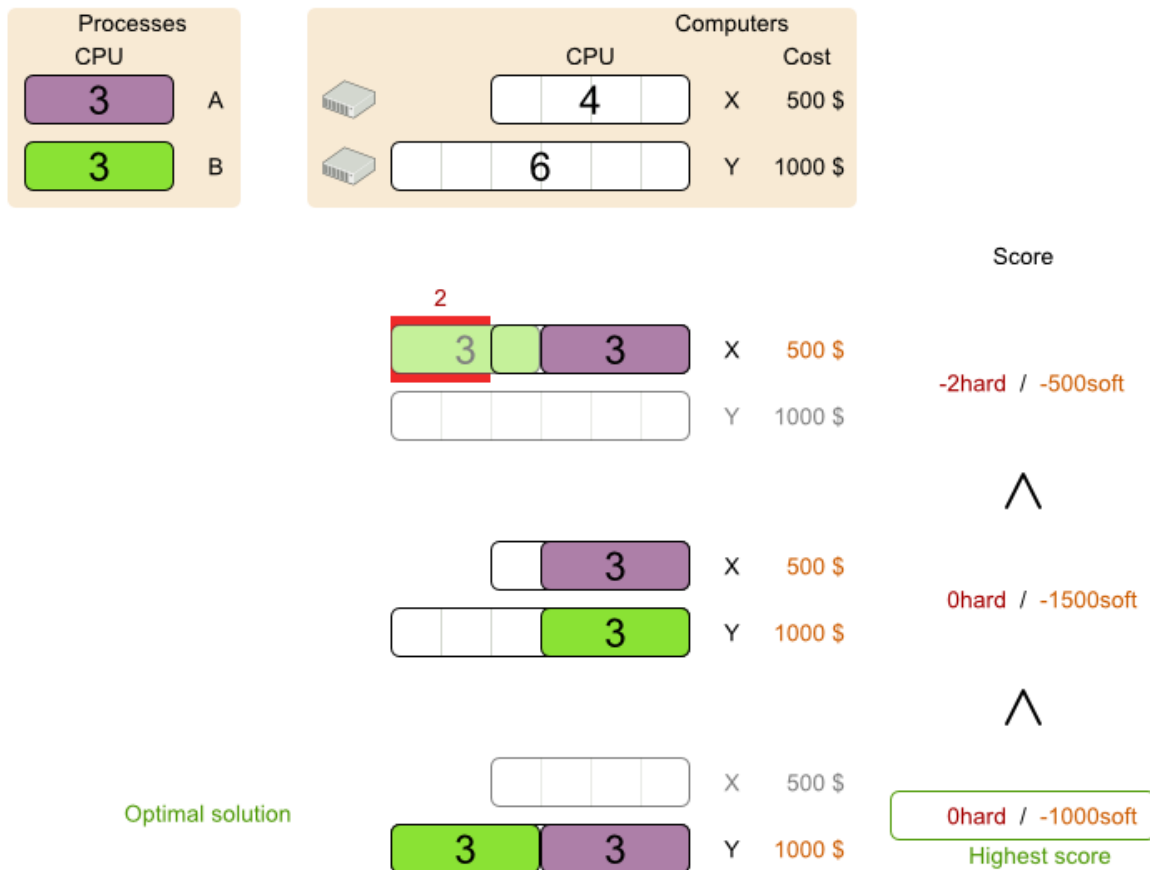 Processes
CPU
3 A
3 B
Computers
CPU Cost
4 X 500 $
6 Y 1000 $
Score
2
3 3 X 500 $
Y 1000 $
-2hard / -500soft
3 X 500 $
3 Y 1000 $
0hard / -1500soft
X 500 $
Optimal solution
0hard / -1000soft
3 3 Y 1000 $
Highest score